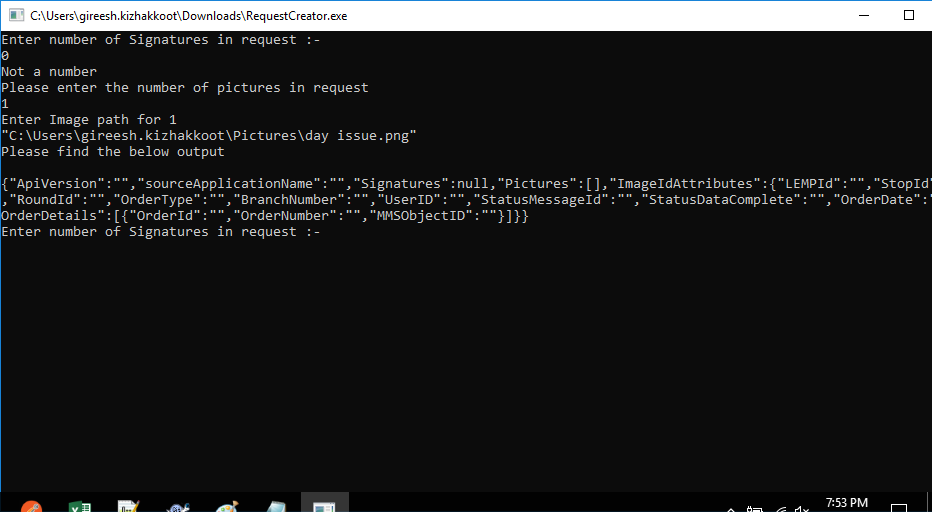 C:\Users\gireesh.kizhakkoot\Downloads\RequestCreator.exe
Enter number of Signatures in request :-
0
Not a number
Please enter the number of pictures in request
1
Enter Image path for 1
"C:\Users\gireesh.kizhakkoot\Pictures\day issue.png"
Please find the below output
{"ApiVersion":"","sourceApplicationName":"","Signatures":null,"Pictures":[],"ImageIdAttributes":{"LEMPId":"","StopId"
,"RoundId":"","OrderType":"","BranchNumber":"","UserID":"","StatusMessageId":"","StatusDataComplete":"","OrderDate":"
OrderDetails":[{"OrderId":"","OrderNumber":"","MMSObjectID":""}]}}
Enter number of Signatures in request :-
7:53 PM